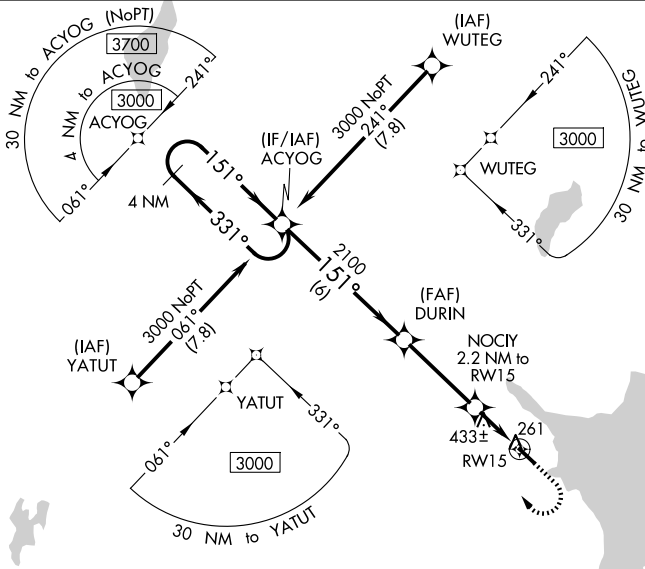 30 NM to ACYOG (NoPT)
3700
4 NM to ACYOG
3000
241°
ACYOG
061°
(IAF)
WUTEG
3000 NoPT
241°
(7.8)
241°
3000
WUTEG
331°
30 NM to WUTEG
(IF/IAF)
ACYOG
151°
4 NM
331°
2100
151°
(6)
(FAF)
DURIN
3000 NoPT
061°
(7.8)
(IAF)
YATUT
NOCIY
2.2 NM to
RW15
433±
261
RW15
YATUT
061°
331°
3000
30 NM to YATUT